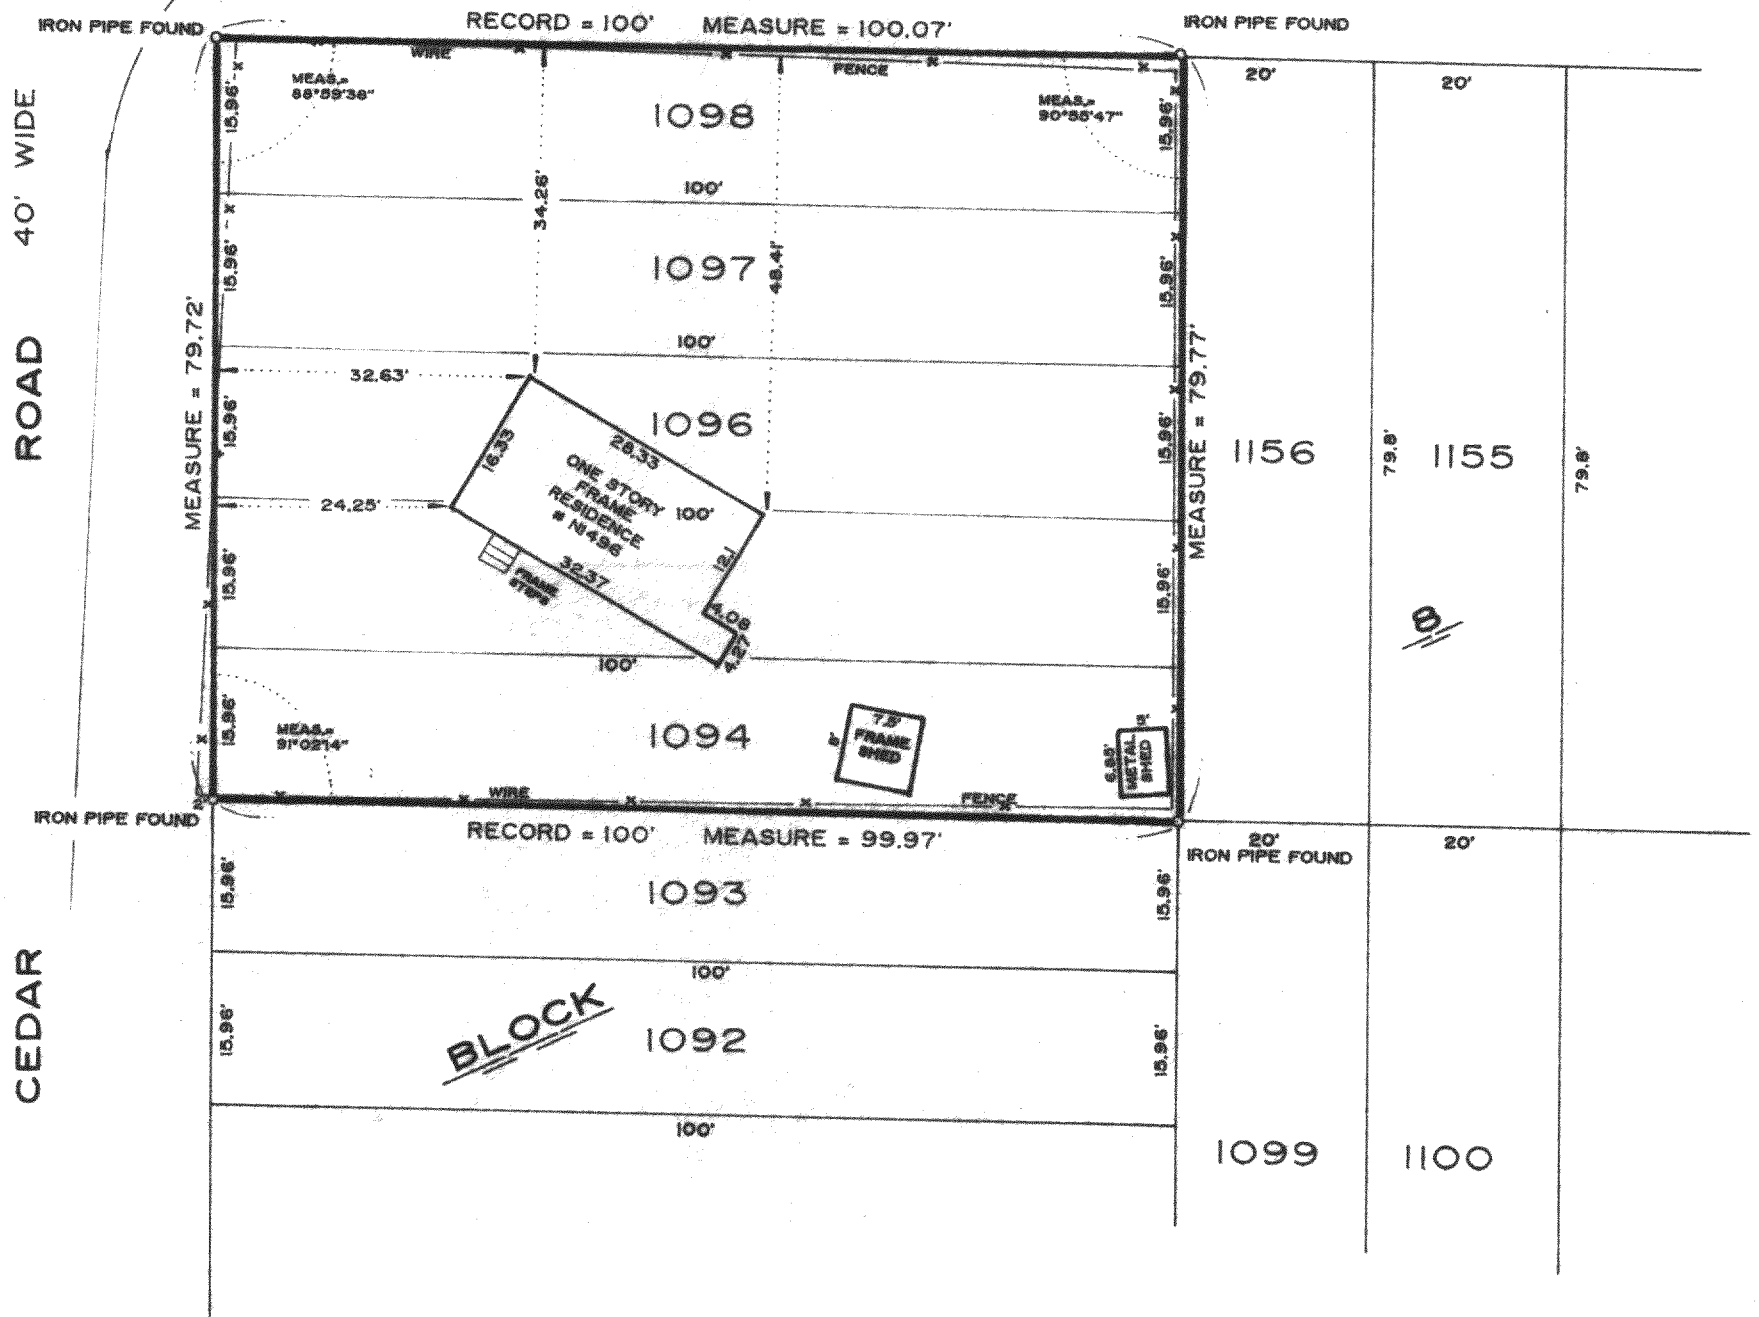 IRON PIPE FOUND
RECORD = 100' MEASURE = 100.07'
IRON PIPE FOUND
WIRE
FENCE
20'
20'
MEAS.=
88°59'36"
MEAS.=
90°55'47"
15.96'
1098
15.96'
100'
34.26'
15.96'
1097
48.41'
15.96'
100'
MEASURE = 79.72'
MEASURE = 79.77'
32.63'
15.96'
1096
15.96'
1156
79.8'
1155
79.8'
16.33
28.33
ONE STORY
FRAME
RESIDENCE
# N1496
100'
24.25'
12.1
32.37
FRAME
STEPS
15.96'
15.96'
4.08
4.27
8
100'
15.96'
MEAS.=
91°02'14"
1094
7.5'
FRAME
SHED
5'
6.85'
METAL
SHED
WIRE
FENCE
IRON PIPE FOUND
RECORD = 100' MEASURE = 99.97'
20'
IRON PIPE FOUND
20'
15.96'
1093
15.96'
100'
BLOCK
15.96'
1092
15.96'
100'
1099
1100
CEDAR ROAD 40' WIDE